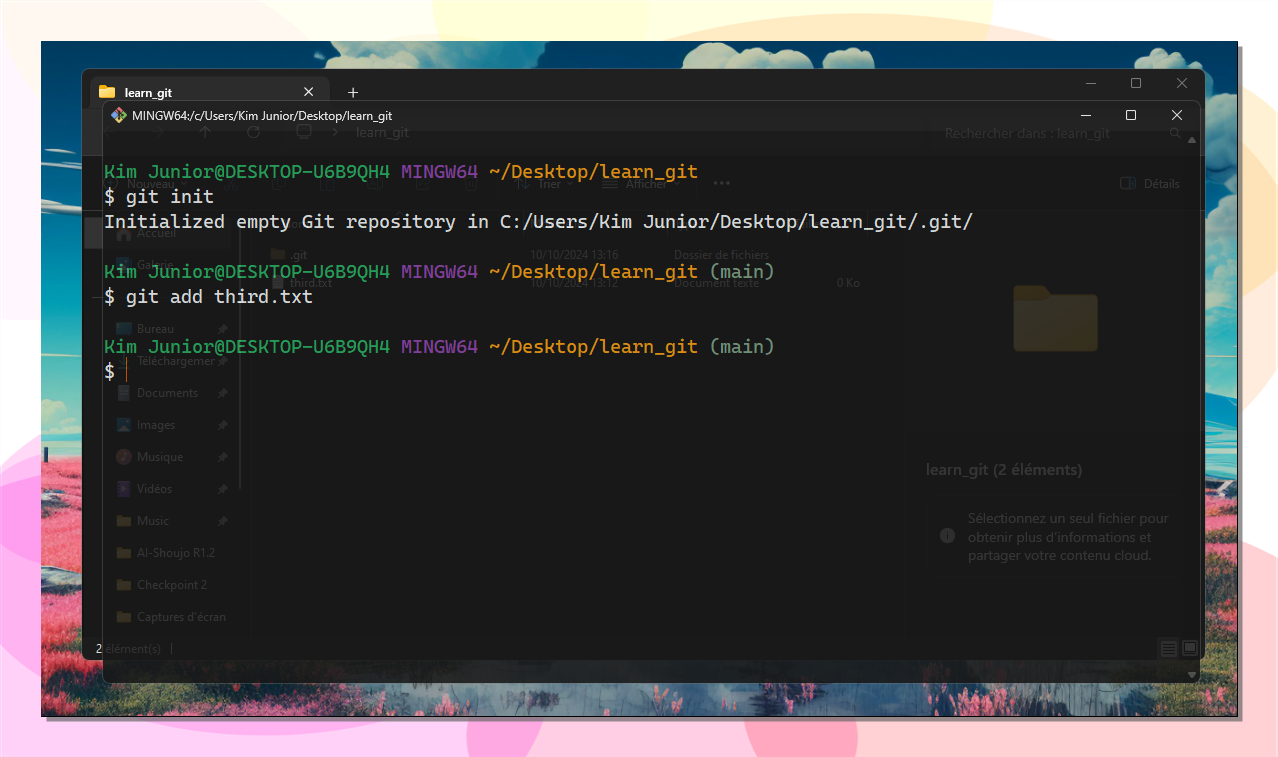 learn_git
MINGW64:/c/Users/Kim Junior/Desktop/learn_git
learn_git
Rechercher dans : learn_git
Kim Junior@DESKTOP-U6B9QH4 MINGW64 ~/Desktop/learn_git
Nouveau
Trier
Afficher
Détails
$ git init
Initialized empty Git repository in C:/Users/Kim Junior/Desktop/learn_git/.git/
Accueil
.git 10/10/2024 13:16 Dossier de fichiers
Galerie
Kim Junior@DESKTOP-U6B9QH4 MINGW64 ~/Desktop/learn_git (main)
third.txt 10/10/2024 13:12 Document texte 0 Ko
$ git add third.txt
Bureau
Kim Junior@DESKTOP-U6B9QH4 MINGW64 ~/Desktop/learn_git (main)
Téléchargemer
$
Documents
Images
Musique
Vidéos
Music
AI-Shoujo R1.2
Checkpoint 2
Captures d'écran
learn_git (2 éléments)
Sélectionnez un seul fichier pour
obtenir plus d'informations et
partager votre contenu cloud.
2 élément(s)